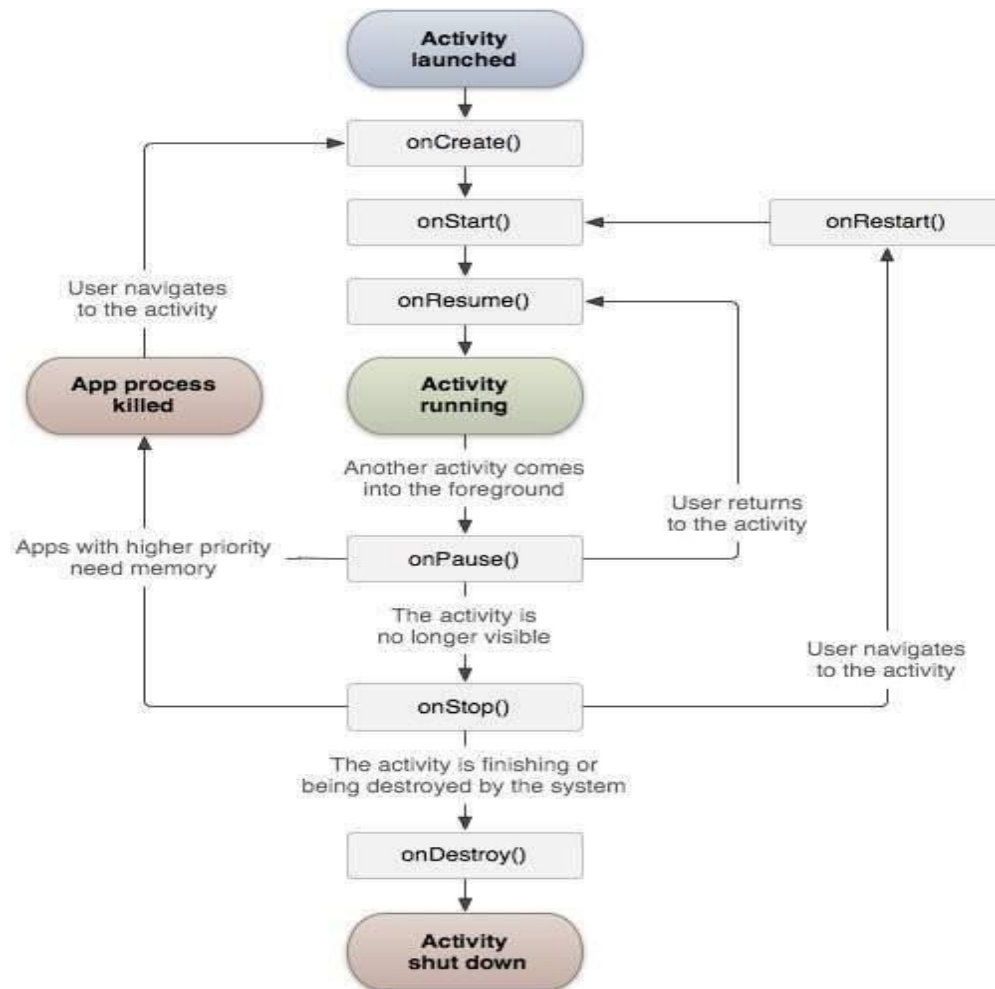 Activity
launched
onCreate()
onStart()
onRestart()
User navigates
to the activity
onResume()
App process
killed
Activity
running
Another activity comes
into the foreground
User returns
to the activity
Apps with higher priority
need memory
onPause()
The activity is
no longer visible
User navigates
to the activity
onStop()
The activity is finishing or
being destroyed by the system
onDestroy()
Activity
shut down